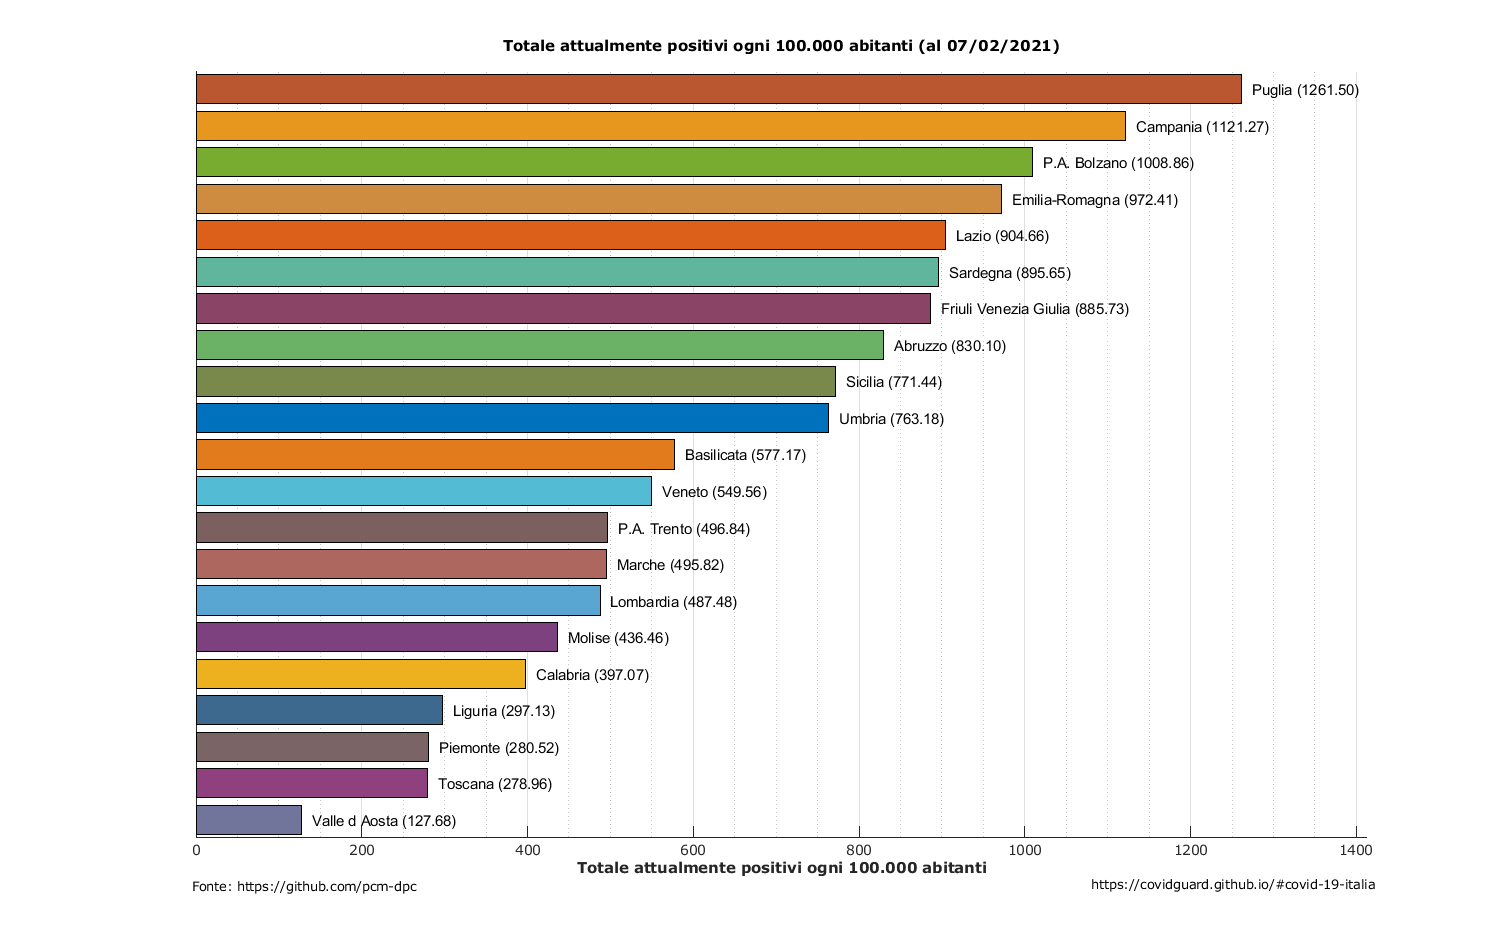 Totale attualmente positivi ogni 100.000 abitanti (al 07/02/2021)
Puglia (1261.50)
Campania (1121.27)
P.A. Bolzano (1008.86)
Emilia-Romagna (972.41)
Lazio (904.66)
Sardegna (895.65)
Friuli Venezia Giulia (885.73)
Abruzzo (830.10)
Sicilia (771.44)
Umbria (763.18)
Basilicata (577.17)
Veneto (549.56)
P.A. Trento (496.84)
Marche (495.82)
Lombardia (487.48)
Molise (436.46)
Calabria (397.07)
Liguria (297.13)
Piemonte (280.52)
Toscana (278.96)
Valle d Aosta (127.68)
0 200 400 600 800 1000 1200 1400
Totale attualmente positivi ogni 100.000 abitanti
Fonte: https://github.com/pcm-dpc
https://covidguard.github.io/#covid-19-italia